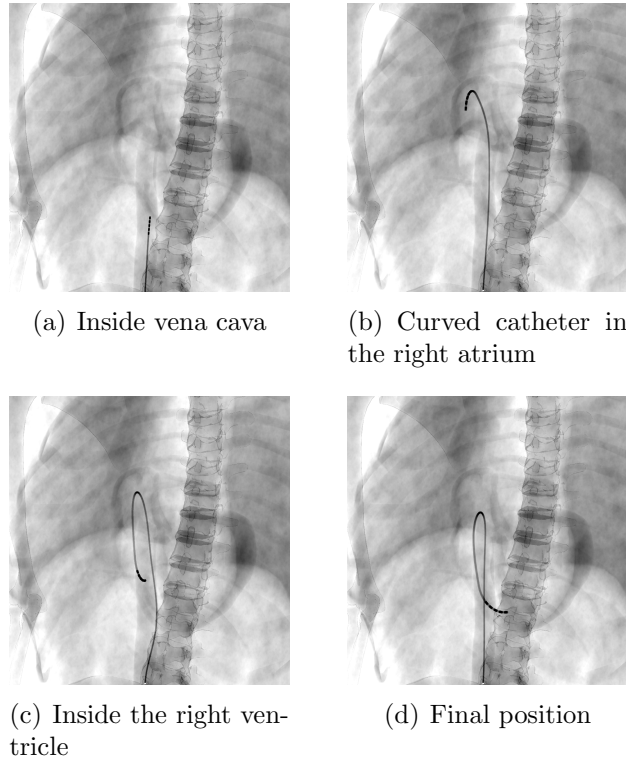 (a) Inside vena cava
(b) Curved catheter in
the right atrium
(c) Inside the right ven-
tricle
(d) Final position